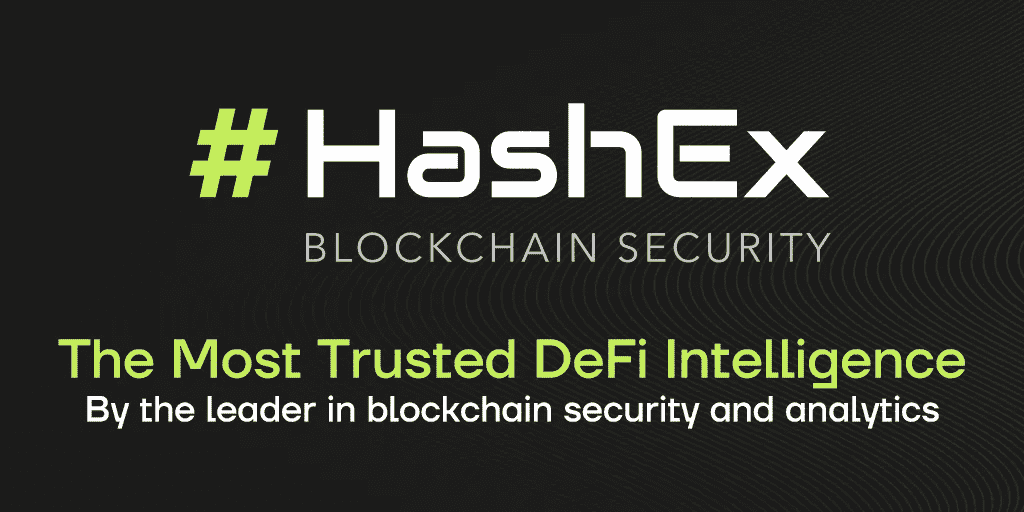 # HashEx
BLOCKCHAIN SECURITY
The Most Trusted DeFi Intelligence
By the leader in blockchain security and analytics